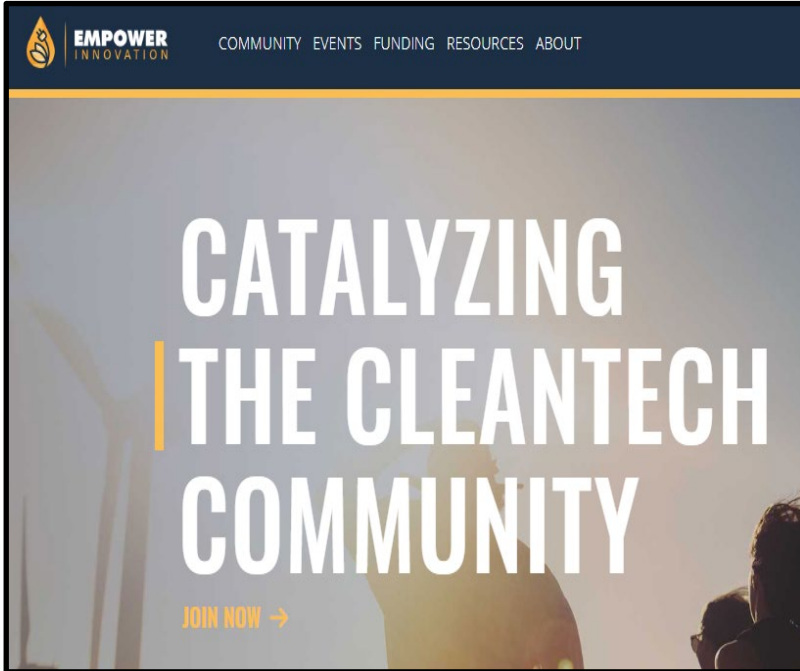 EMPOWER
INNOVATION
COMMUNITY EVENTS FUNDING RESOURCES ABOUT
CATALYZING
THE CLEANTECH
COMMUNITY
JOIN NOW →